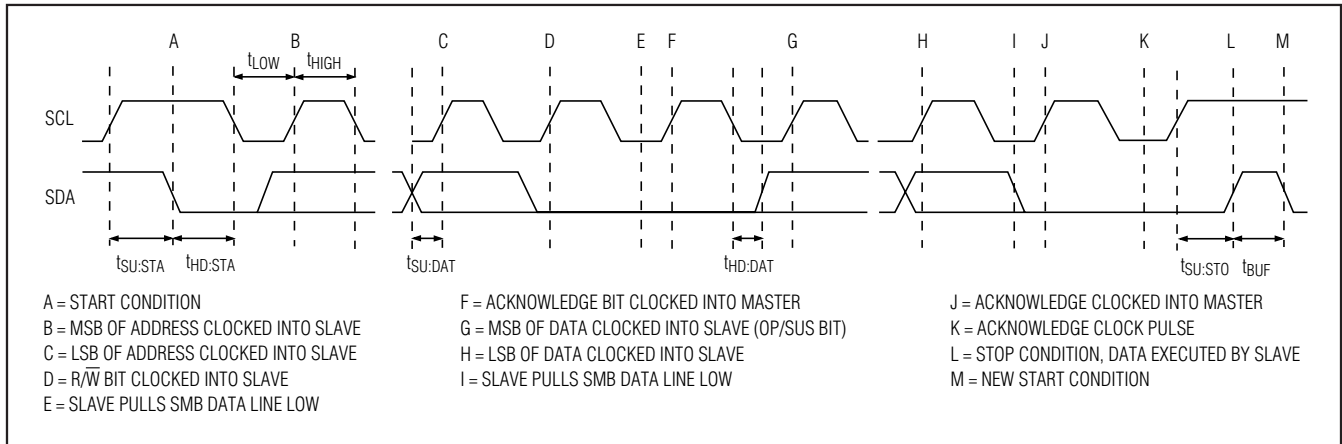 A B C D E F G H I J K L M
tLOW tHIGH
SCL
SDA
tSU:STA tHD:STA tSU:DAT tHD:DAT tSU:STO tBUF
A = START CONDITION
B = MSB OF ADDRESS CLOCKED INTO SLAVE
C = LSB OF ADDRESS CLOCKED INTO SLAVE
D = R/W̅ BIT CLOCKED INTO SLAVE
E = SLAVE PULLS SMB DATA LINE LOW
F = ACKNOWLEDGE BIT CLOCKED INTO MASTER
G = MSB OF DATA CLOCKED INTO SLAVE (OP/SUS BIT)
H = LSB OF DATA CLOCKED INTO SLAVE
I = SLAVE PULLS SMB DATA LINE LOW
J = ACKNOWLEDGE CLOCKED INTO MASTER
K = ACKNOWLEDGE CLOCK PULSE
L = STOP CONDITION, DATA EXECUTED BY SLAVE
M = NEW START CONDITION